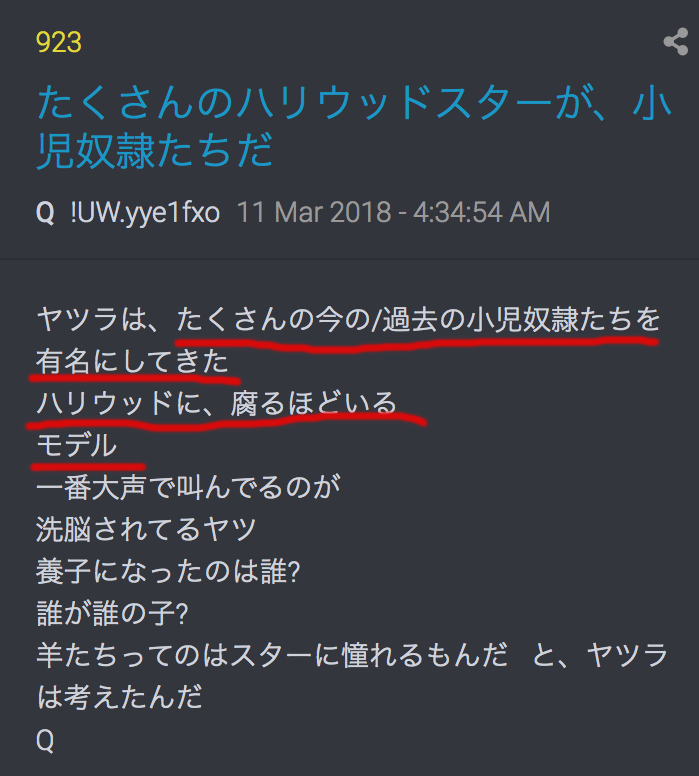 923
たくさんのハリウッドスターが、小
児奴隷たちだ
Q !UW.yye1fxo 11 Mar 2018 - 4:34:54 AM
ヤツラは、たくさんの今の/過去の小児奴隷たちを
有名にしてきた
ハリウッドに、腐るほどいる
モデル
一番大声で叫んでるのが
洗脳されてるヤツ
養子になったのは誰?
誰が誰の子?
羊たちってのはスターに憧れるもんだ と、ヤツラ
は考えたんだ
Q